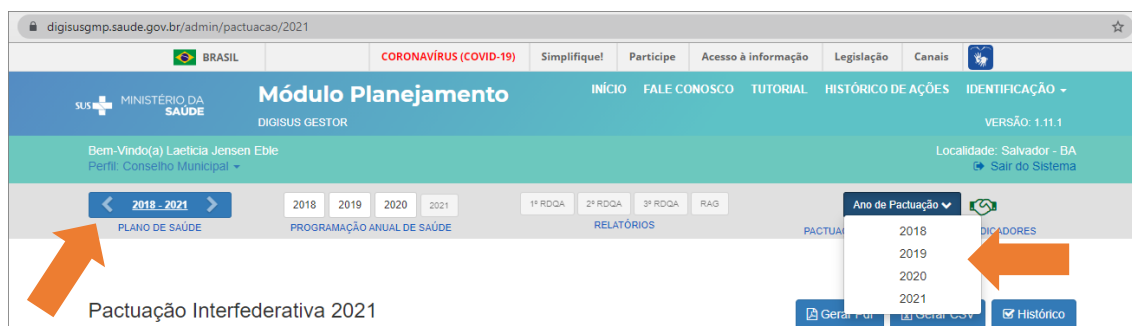 digisusgmp.saude.gov.br/admin/pactuacao/2021
BRASIL CORONAVÍRUS (COVID-19) Simplifique! Participe Acesso à informação Legislação Canais
SUS MINISTÉRIO DA SAÚDE
Módulo Planejamento
DIGISUS GESTOR
INÍCIO FALE CONOSCO TUTORIAL HISTÓRICO DE AÇÕES IDENTIFICAÇÃO
VERSÃO: 1.11.1
Bem-Vindo(a) Laeticia Jensen Eble
Perfil: Conselho Municipal
Localidade: Salvador - BA
Sair do Sistema
2018 - 2021
PLANO DE SAÚDE
2018 2019 2020 2021
PROGRAMAÇÃO ANUAL DE SAÚDE
1º RDQA 2º RDQA 3º RDQA RAG
RELATÓRIOS
Ano de Pactuação
2018
2019
2020
2021
Pactuação Interfederativa 2021
Gerar Gerar CSV Histórico